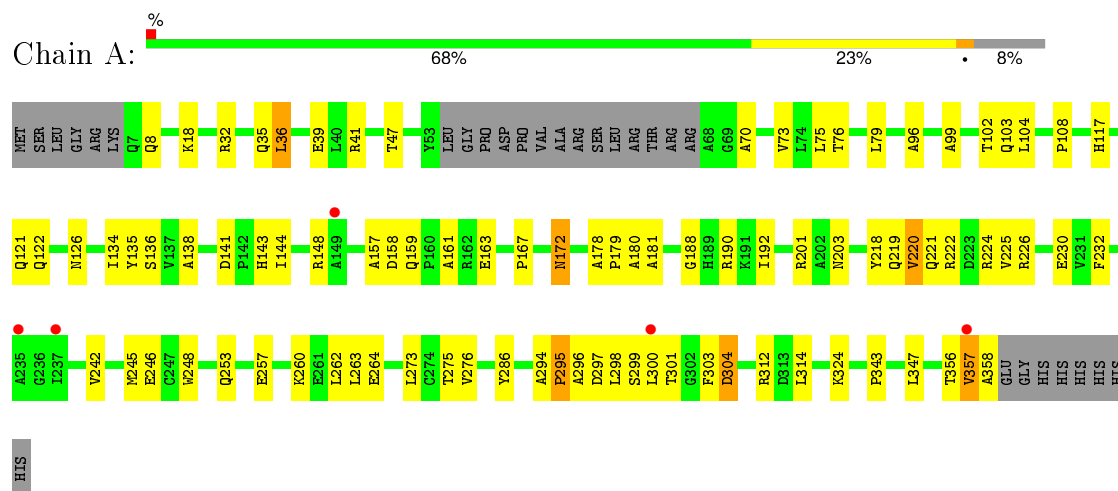 %
Chain A:
68% 23% • 8%
MET SER LEU GLY ARG LYS Q7 Q8 K18 R32 Q35 L36 E39 L40 R41 T47 Y53 LEU GLY PRO ASP PRO VAL ALA ARG SER LEU ARG THR ARG ARG A68 G69 A70 V73 L74 L75 T76 L79 A96 A99 T102 Q103 L104 P108 H117
Q121 Q122 N126 I134 Y135 S136 V137 A138 D141 P142 H143 I144 R148 A149 A157 D158 Q159 P160 A161 R162 E163 P167 N172 A178 P179 A180 A181 G188 H189 R190 K191 I192 R201 A202 N203 Y218 Q219 V220 Q221 R222 D223 R224 V225 R226 E230 V231 F232
A235 G236 I237 V242 M245 E246 C247 W248 Q253 E257 K260 E261 L262 L263 E264 L273 C274 T275 V276 Y286 A294 P295 A296 D297 L298 S299 L300 T301 G302 F303 D304 R312 D313 L314 K324 P343 L347 T356 V357 A358 GLU GLY HIS HIS HIS HIS HIS
HIS